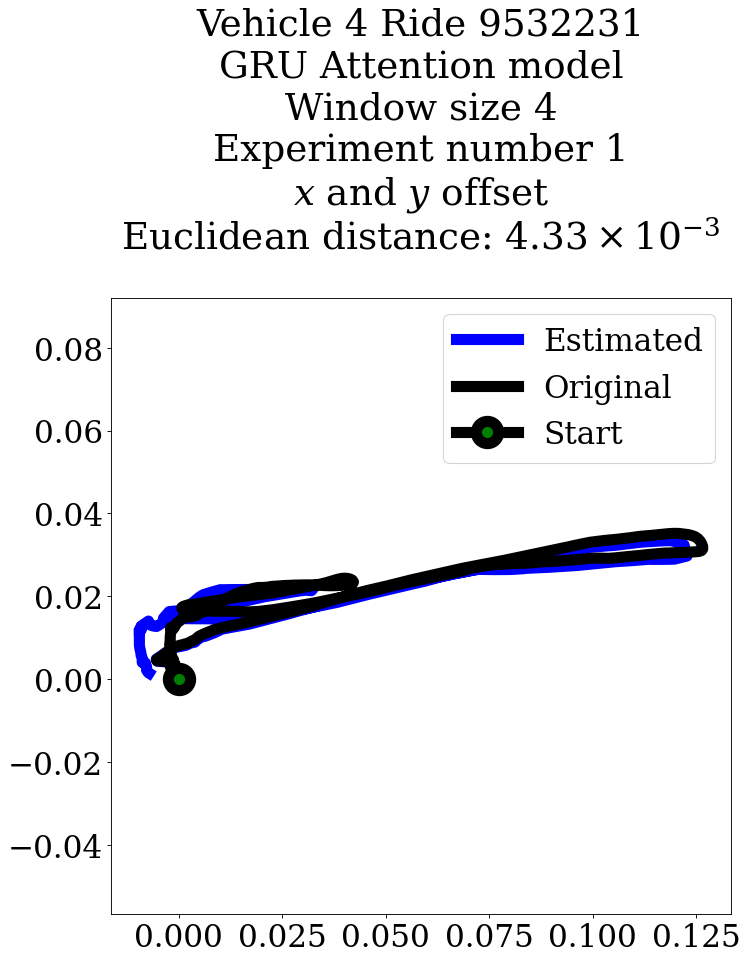 Vehicle 4 Ride 9532231
GRU Attention model
Window size 4
Experiment number 1
x and y offset
Euclidean distance: 4.33 × 10⁻³
Estimated
Original
Start
0.08
0.06
0.04
0.02
0.00
−0.02
−0.04
0.000 0.025 0.050 0.075 0.100 0.125